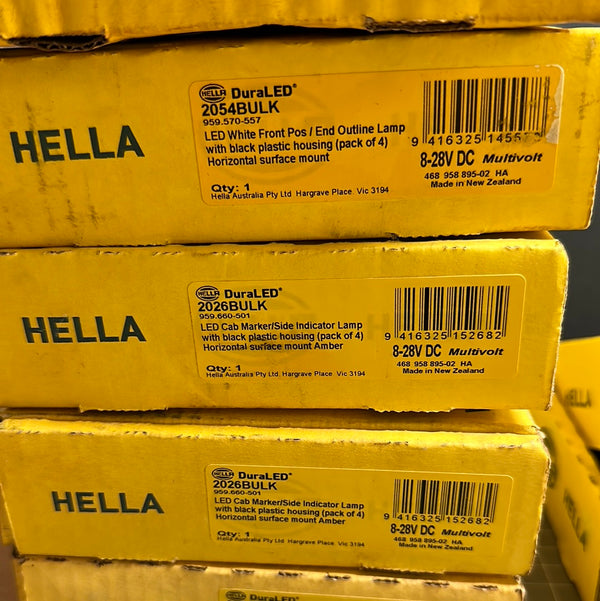 HELLA
HELLA DuraLED®
2054BULK
959.570-557
LED White Front Pos / End Outline Lamp
with black plastic housing (pack of 4)
Horizontal surface mount
Qty: 1
Hella Australia Pty Ltd Hargrave Place. Vic 3194
9 416325
8-28V DC Multivolt
468 958 895-02 HA
Made in New Zealand
HELLA
HELLA DuraLED®
2026BULK
959.660-501
LED Cab Marker/Side Indicator Lamp
with black plastic housing (pack of 4)
Horizontal surface mount Amber
Qty: 1
Hella Australia Pty Ltd. Hargrave Place. Vic 3194
9 416325 152682
8-28V DC Multivolt
468 958 895-02 HA
Made in New Zealand
HELLA
HELLA DuraLED®
2026BULK
959.660-501
LED Cab Marker/Side Indicator Lamp
with black plastic housing (pack of 4)
Horizontal surface mount Amber
Qty: 1
Hella Australia Pty Ltd. Hargrave Place. Vic 3194
9 416325 152682
8-28V DC Multivolt
468 958 895-02 HA
Made in New Zealand
DuraLED®
HELLA